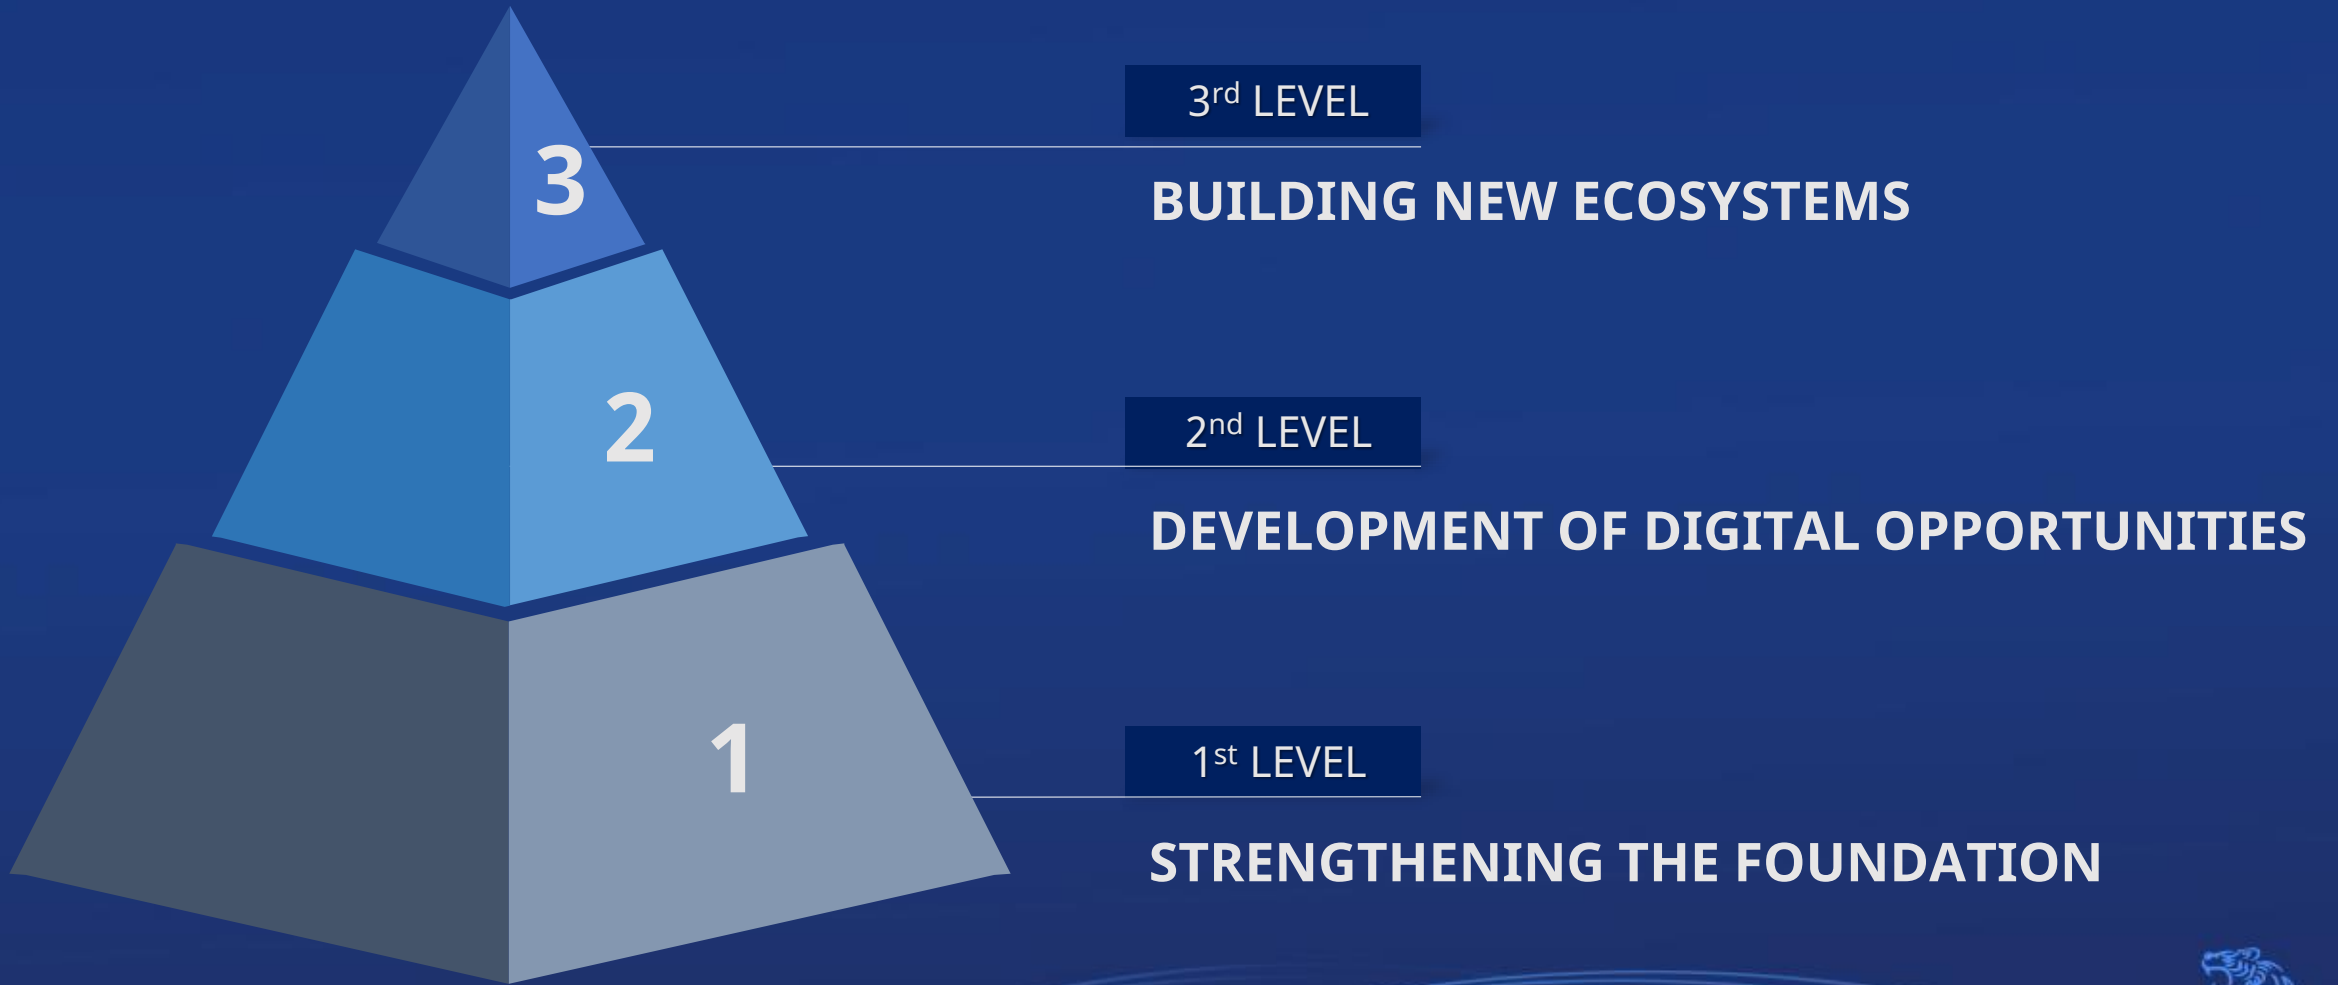 3
3rd LEVEL
BUILDING NEW ECOSYSTEMS
2
2nd LEVEL
DEVELOPMENT OF DIGITAL OPPORTUNITIES
1
1st LEVEL
STRENGTHENING THE FOUNDATION